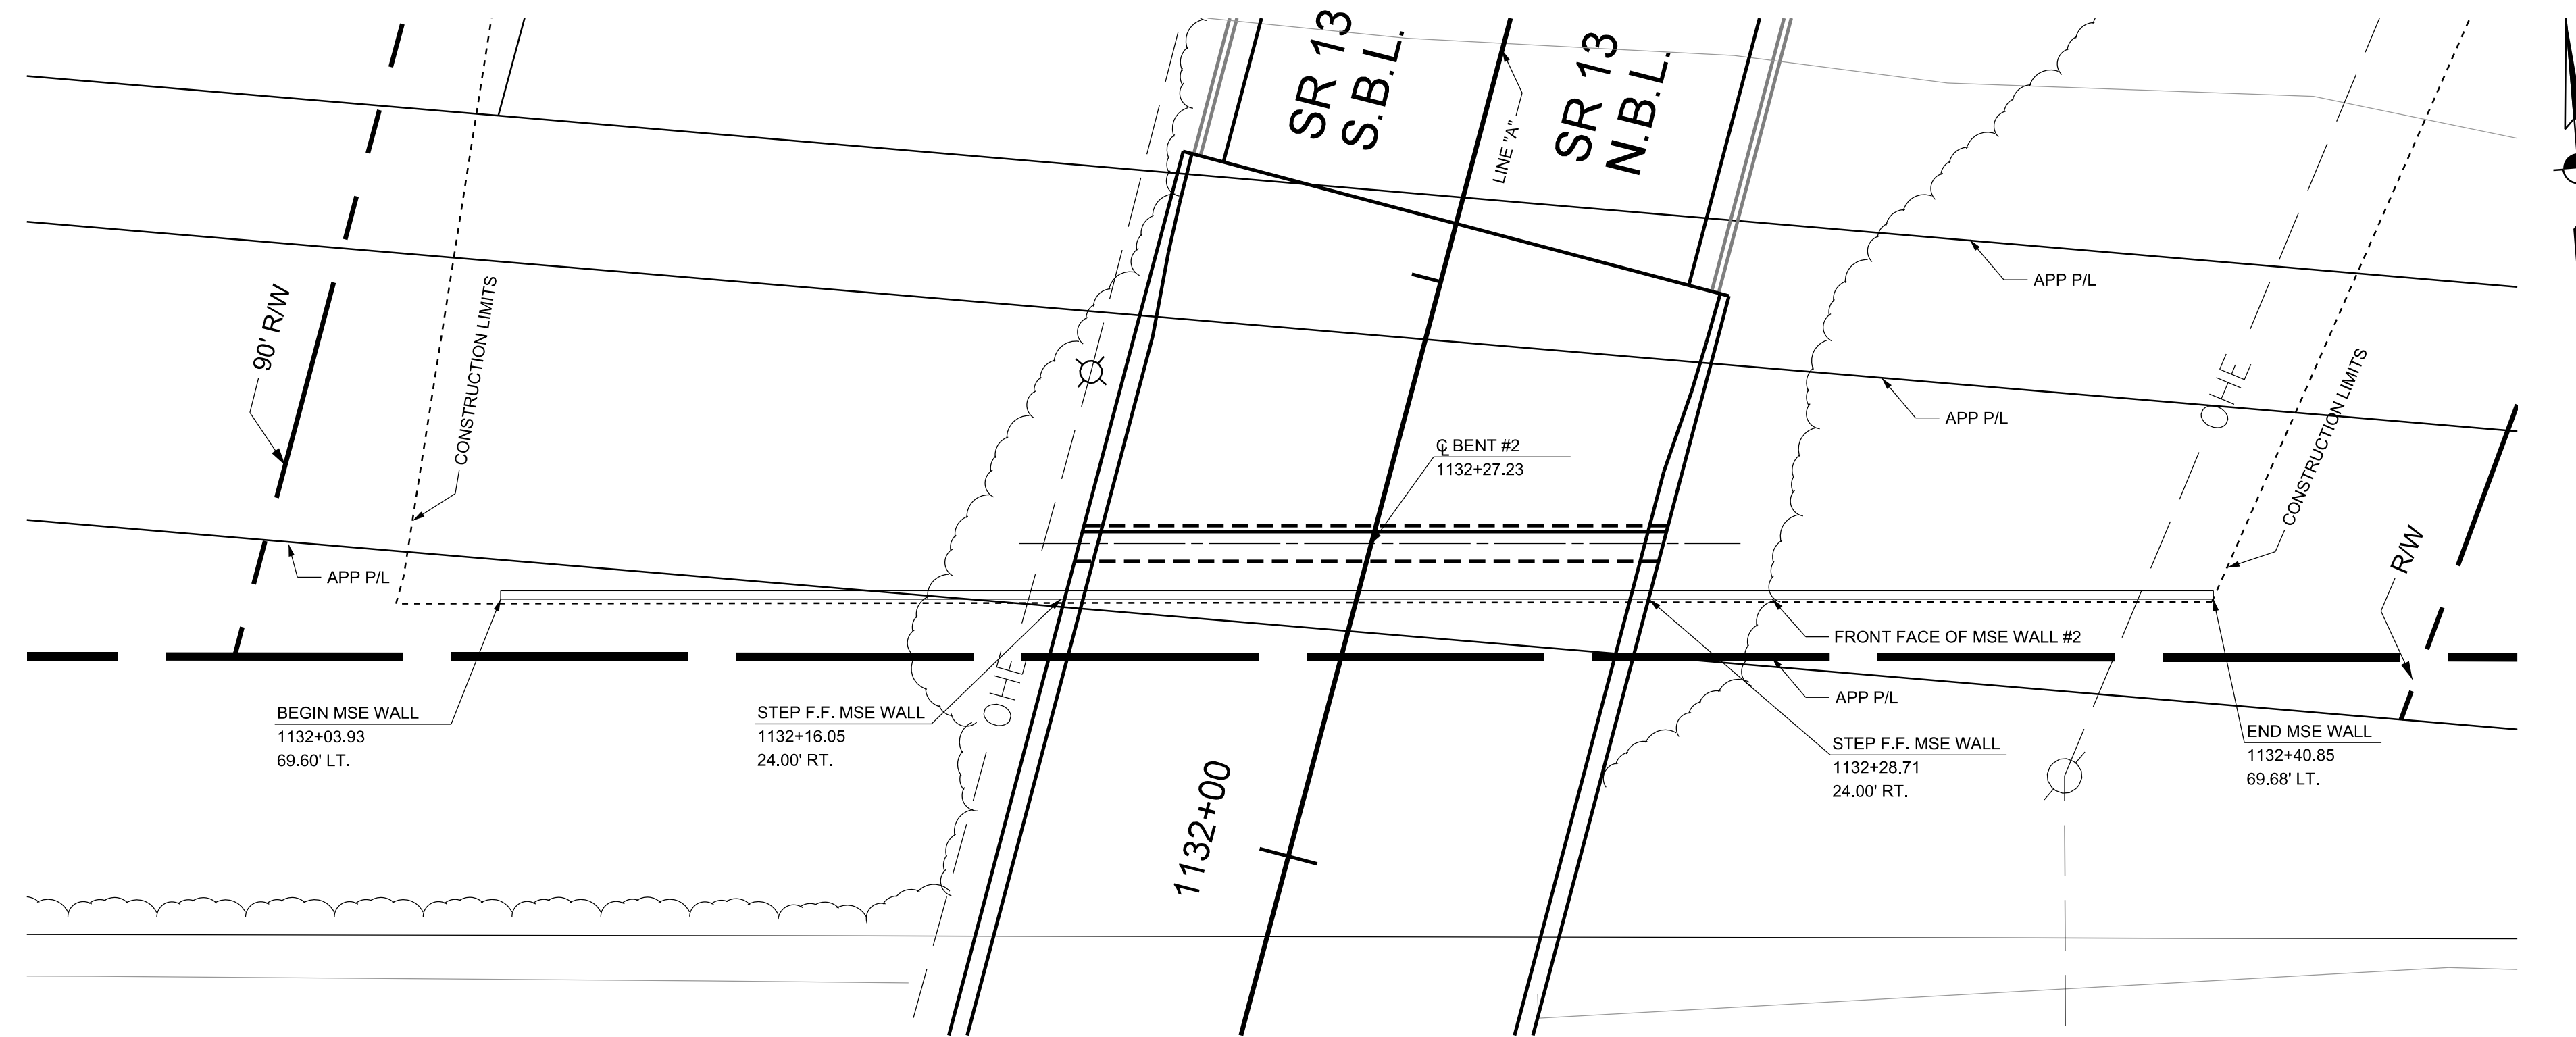 SR 13
S.B.L.
SR 13
N.B.L.
LINE "A"
APP P/L
90' R/W
CONSTRUCTION LIMITS
OHE
CONSTRUCTION LIMITS
APP P/L
℄ BENT #2
1132+27.23
APP P/L
R/W
FRONT FACE OF MSE WALL #2
OHE
APP P/L
BEGIN MSE WALL
1132+03.93
69.60' LT.
STEP F.F. MSE WALL
1132+16.05
24.00' RT.
1132+00
STEP F.F. MSE WALL
1132+28.71
24.00' RT.
END MSE WALL
1132+40.85
69.68' LT.